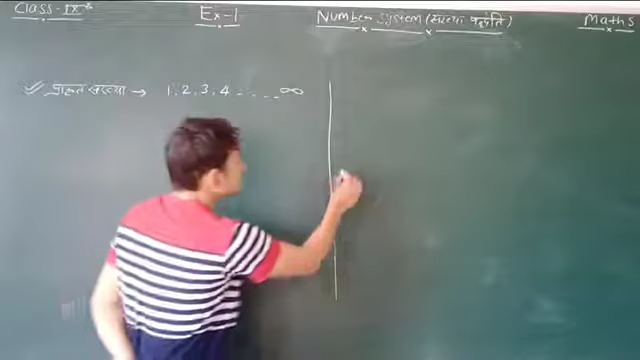 Class-IX Ex-1 Number System (संख्या पद्धति) Maths
प्राकृत संख्या → 1, 2, 3, 4 - . . . - ∞